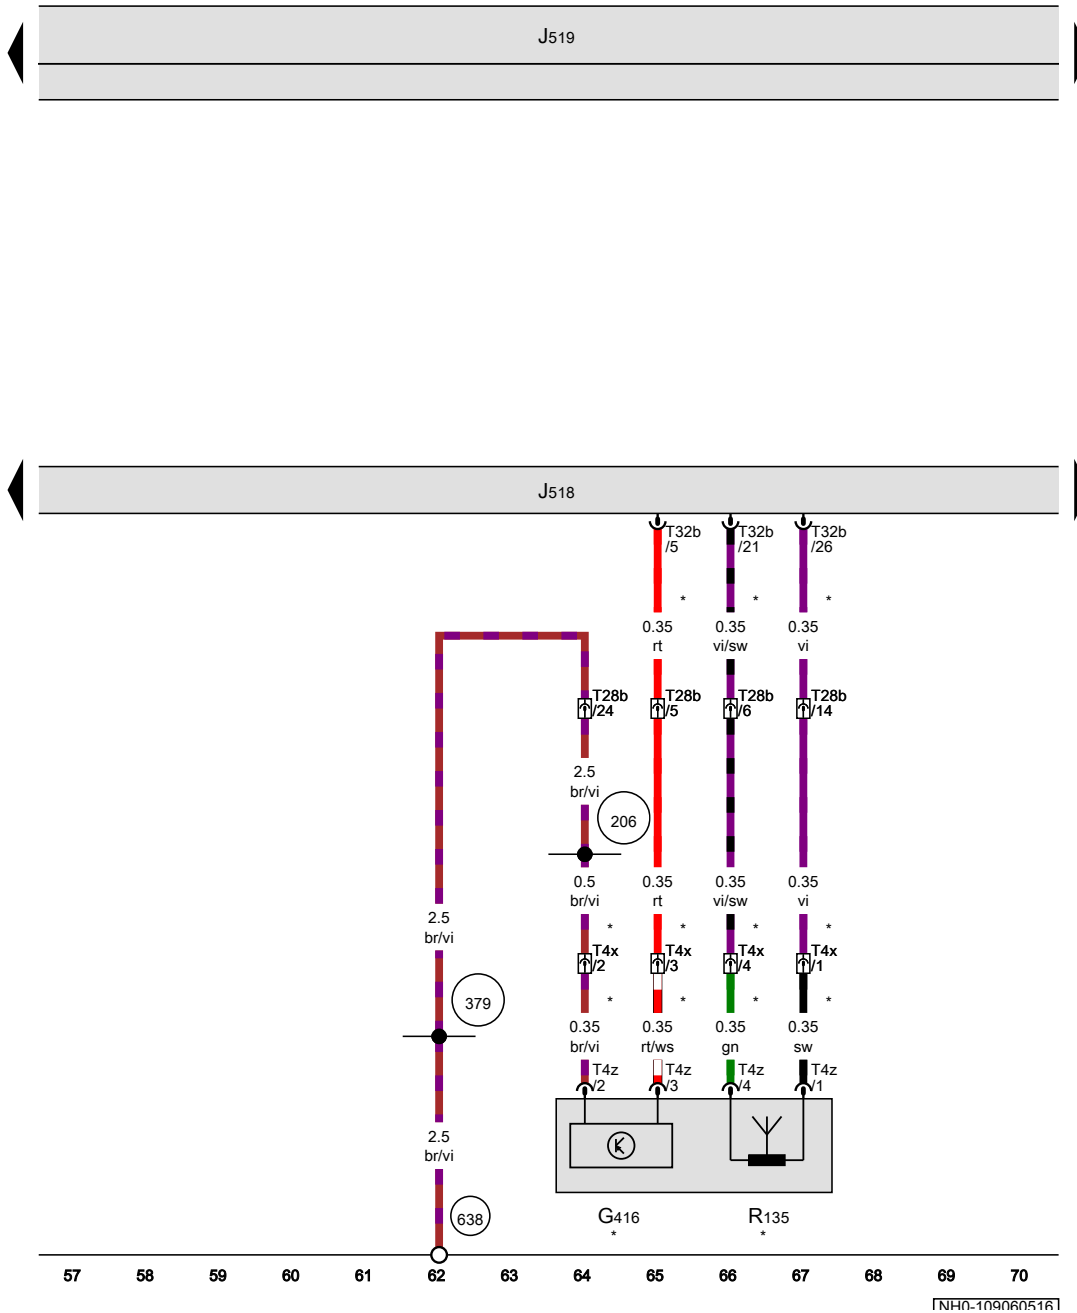 J519
J518
T32b
/5
T32b
/21
T32b
/26
* * *
0.35 0.35 0.35
rt vi/sw vi
T28b
/24
T28b
/5
T28b
/6
T28b
/14
2.5
br/vi
206
0.5 0.35 0.35 0.35
br/vi rt vi/sw vi
2.5
br/vi
* * * *
T4x
/2
T4x
/3
T4x
/4
T4x
/1
379
* * * *
0.35 0.35 0.35 0.35
br/vi rt/ws gn sw
T4z
/2
T4z
/3
T4z
/4
T4z
/1
2.5
br/vi
638
G416 R135
* *
57 58 59 60 61 62 63 64 65 66 67 68 69 70
NH0-109060516